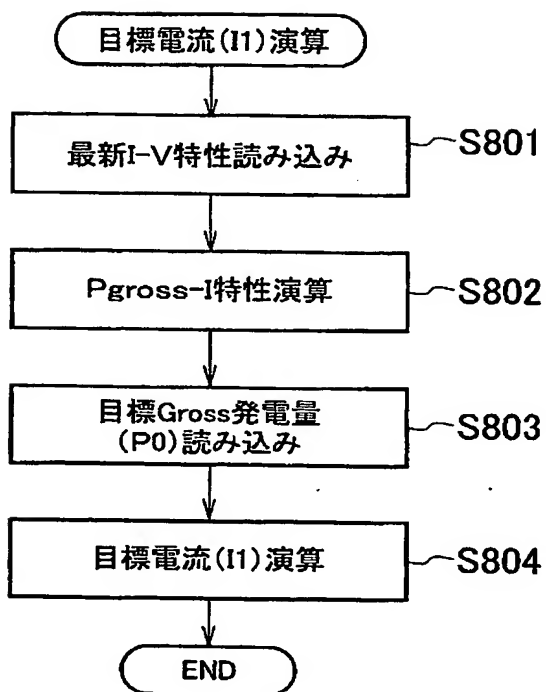 目標電流(I1)演算
最新I-V特性読み込み
S801
Pgross-I特性演算
S802
目標Gross発電量
(P0)読み込み
S803
目標電流(I1)演算
S804
END